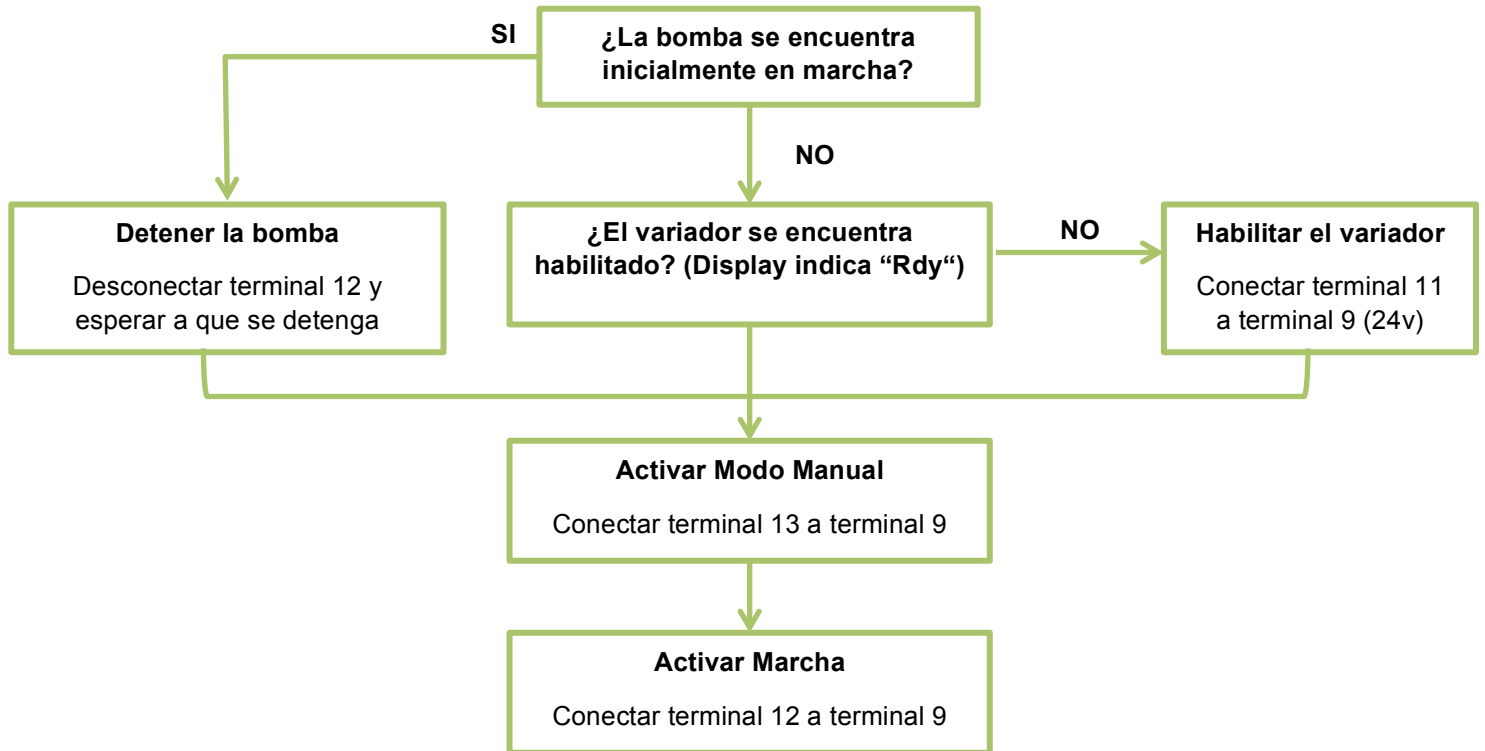 SI
¿La bomba se encuentra
inicialmente en marcha?
NO
Detener la bomba
Desconectar terminal 12 y
esperar a que se detenga
¿El variador se encuentra
habilitado? (Display indica “Rdy“)
NO
Habilitar el variador
Conectar terminal 11
a terminal 9 (24v)
Activar Modo Manual
Conectar terminal 13 a terminal 9
Activar Marcha
Conectar terminal 12 a terminal 9